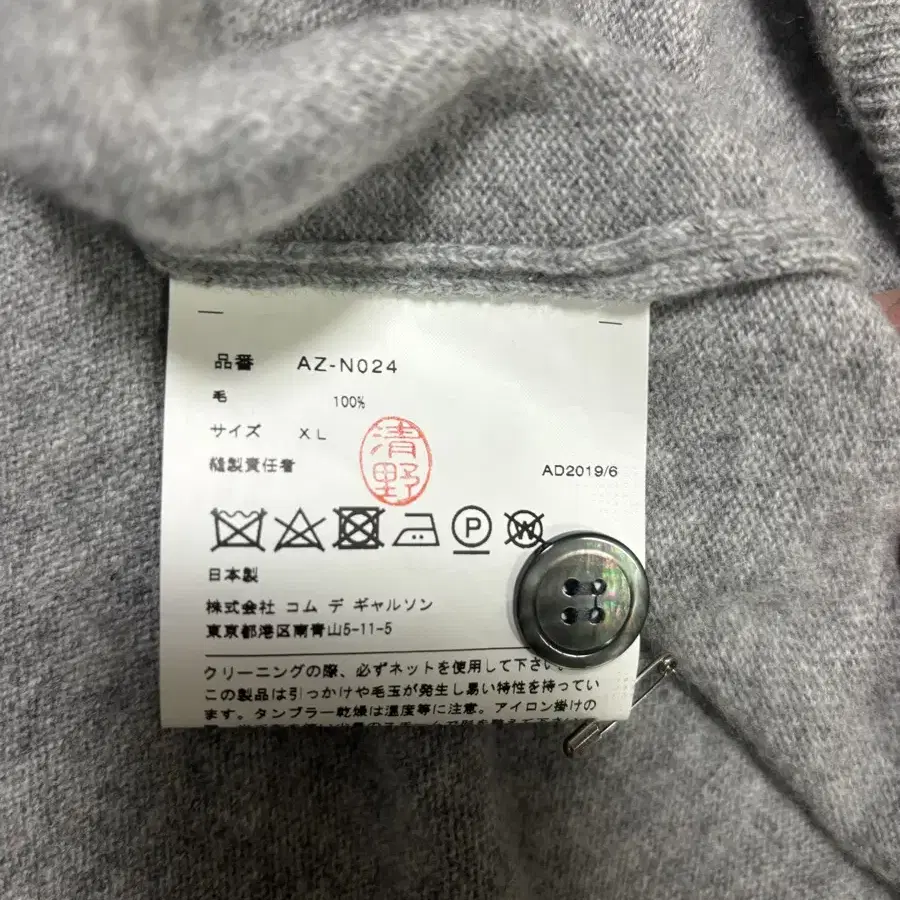 品番 AZ-N024
毛 100%
サイズ XL
縫製責任者 清野 AD2019/6
P W
日本製
株式会社 コム デ ギャルソン
東京都港区南青山5-11-5
クリーニングの際、必ずネットを使用して下さい。
この製品は引っかけや毛玉が発生し易い特性を持ってい
ます。タンブラー乾燥は温度等に注意。アイロン掛けの